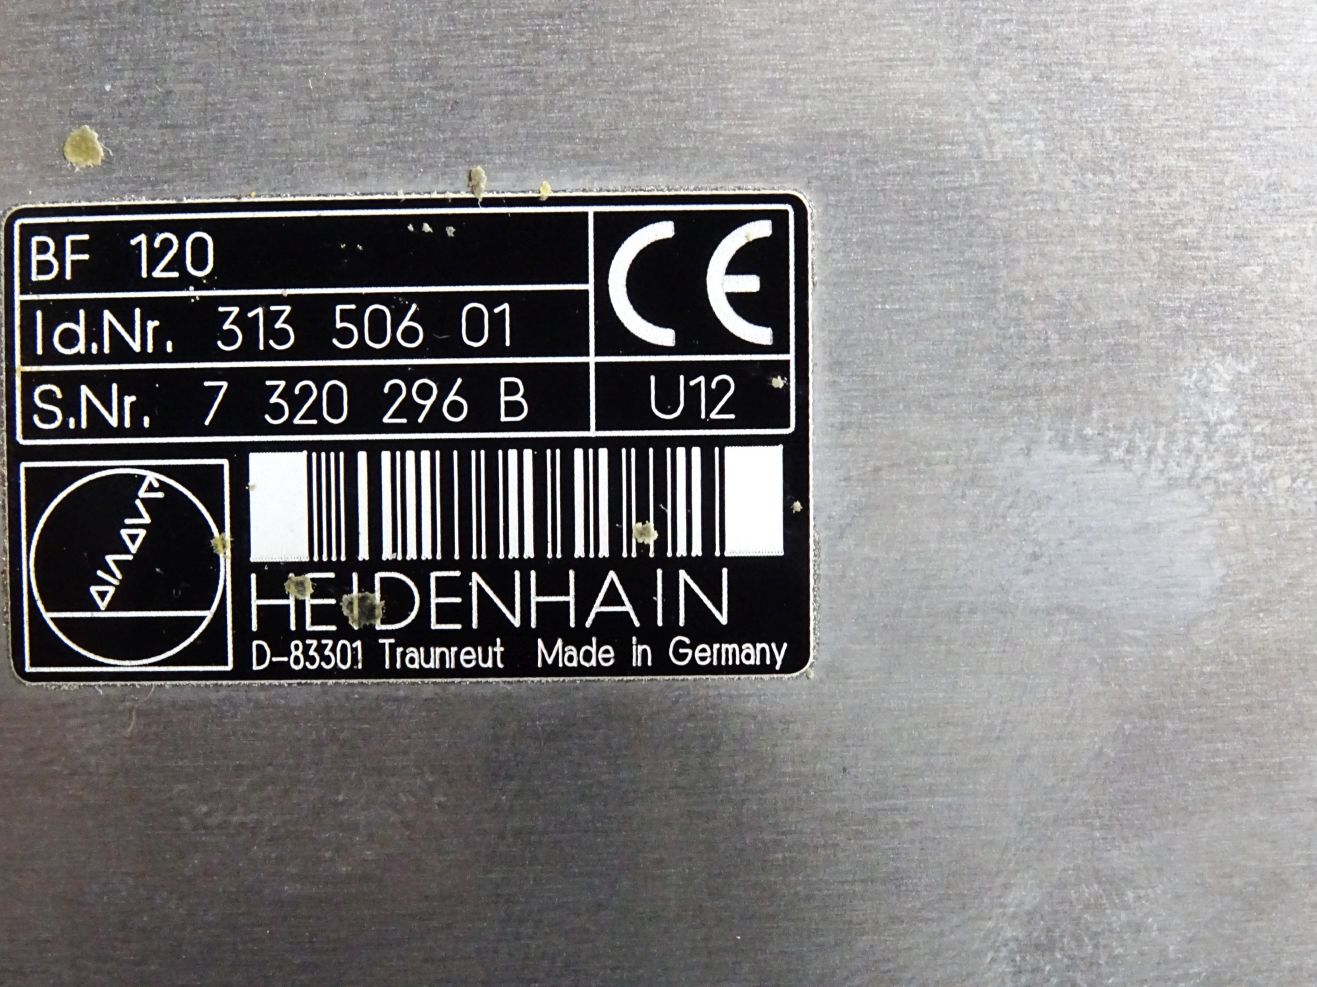 BF 120
CE
Id.Nr. 313 506 01
S.Nr. 7 320 296 B
U12
HEIDENHAIN
D-83301 Traunreut Made in Germany